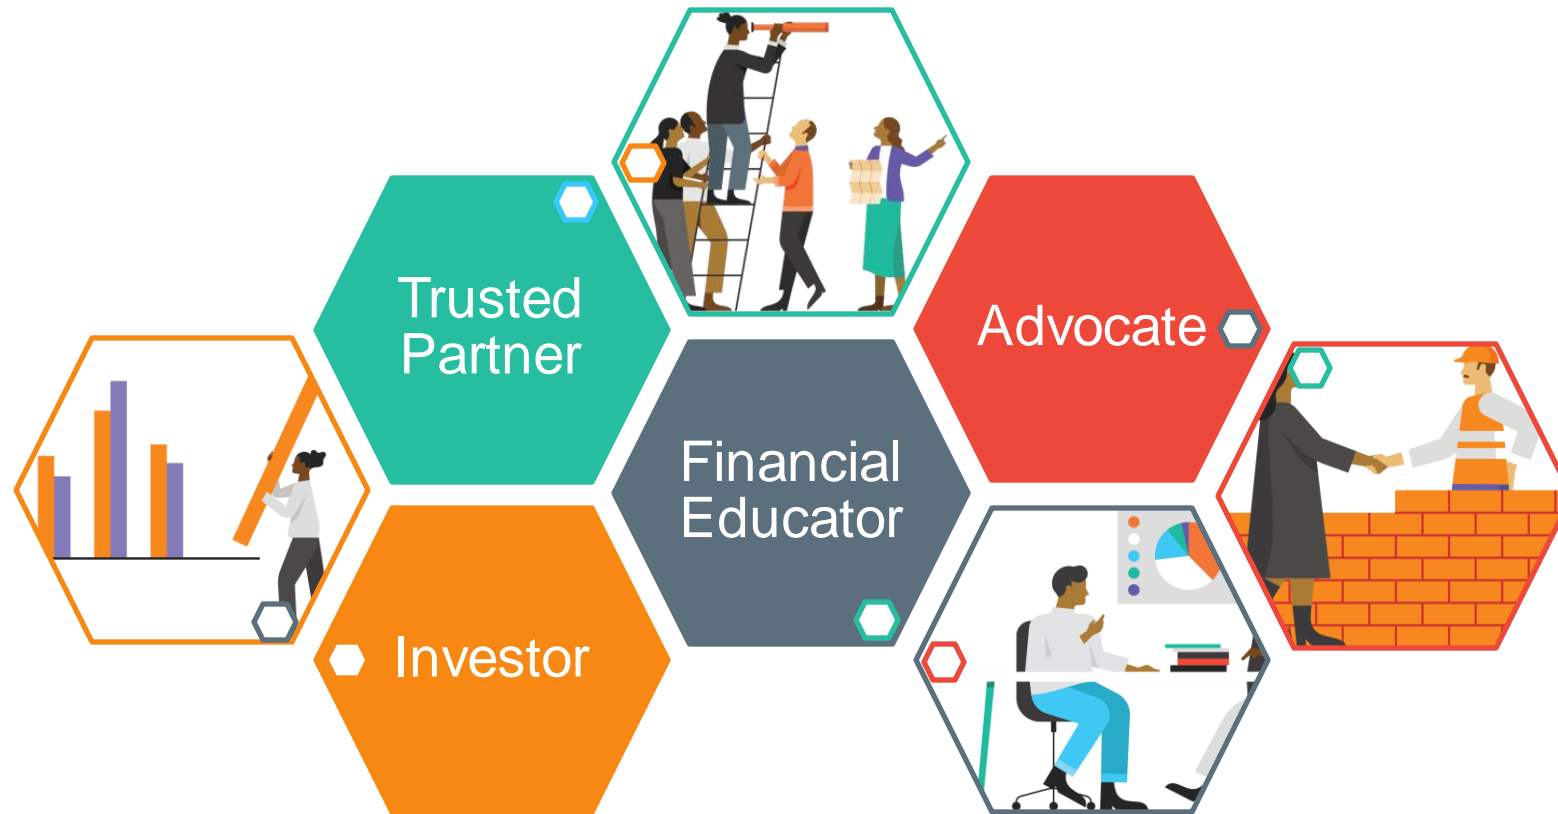 Trusted
Partner
Advocate
Financial
Educator
Investor